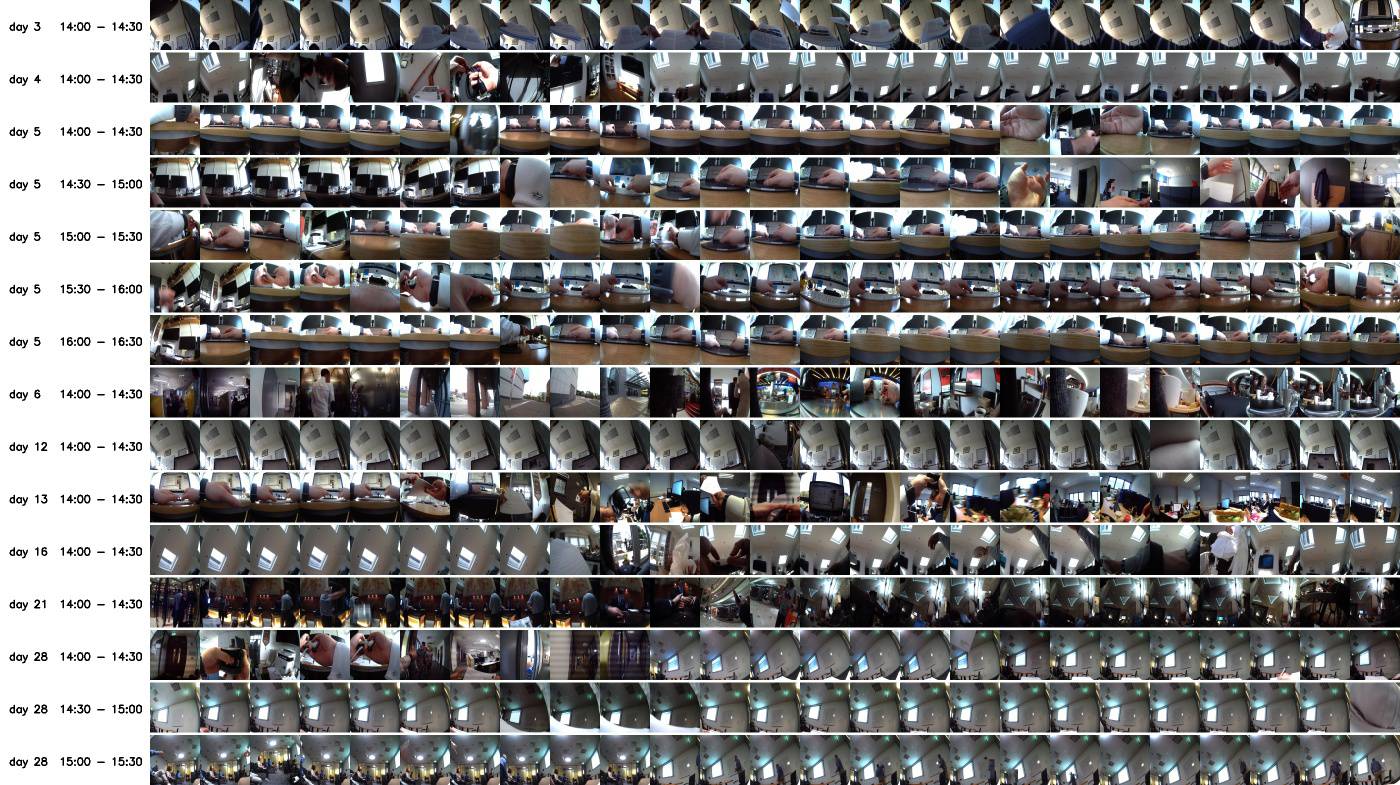 day 3 14:00 – 14:30
day 4 14:00 – 14:30
day 5 14:00 – 14:30
day 5 14:30 – 15:00
day 5 15:00 – 15:30
day 5 15:30 – 16:00
day 5 16:00 – 16:30
day 6 14:00 – 14:30
day 12 14:00 – 14:30
day 13 14:00 – 14:30
day 16 14:00 – 14:30
day 21 14:00 – 14:30
day 28 14:00 – 14:30
day 28 14:30 – 15:00
day 28 15:00 – 15:30